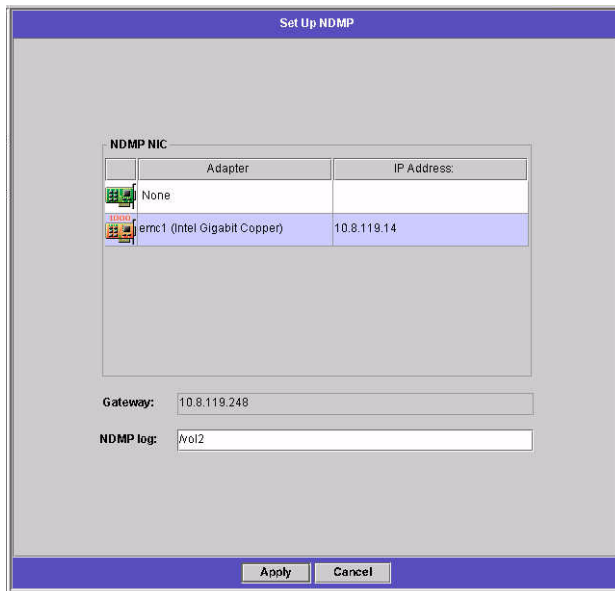 Set Up NDMP
NDMP NIC
Adapter IP Address:
None
1000
emc1 (Intel Gigabit Copper) 10.8.119.14
Gateway: 10.8.119.248
NDMP log: /vol2
Apply Cancel